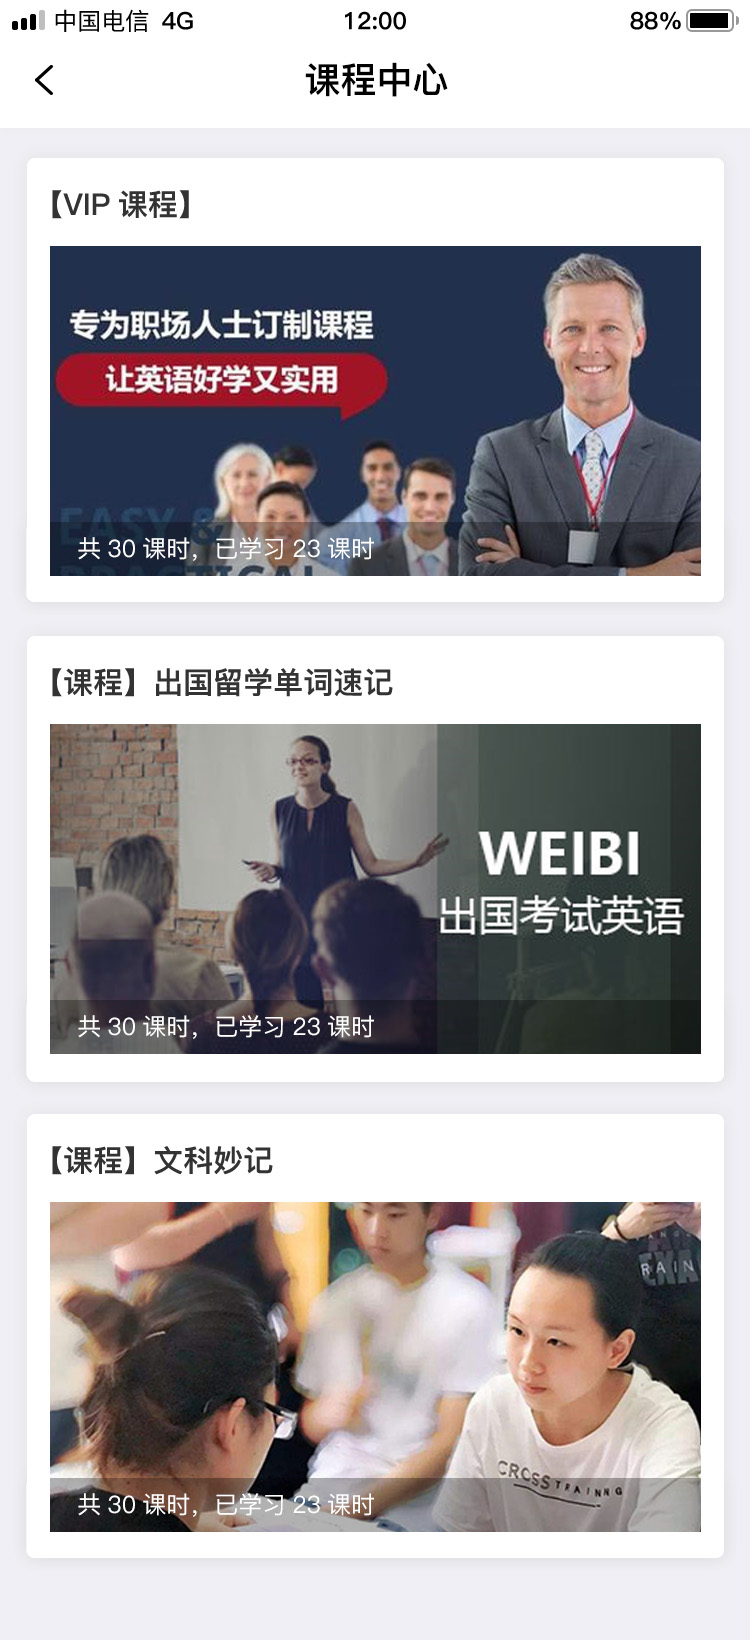 中国电信 4G 12:00 88%
课程中心
【VIP 课程】
专为职场人士订制课程
让英语好学又实用
EASY &
PRACTICAL
共 30 课时，已学习 23 课时
【课程】出国留学单词速记
WEIBI
出国考试英语
共 30 课时，已学习 23 课时
【课程】文科妙记
RAIN
CROSS TRAINNG
共 30 课时，已学习 23 课时